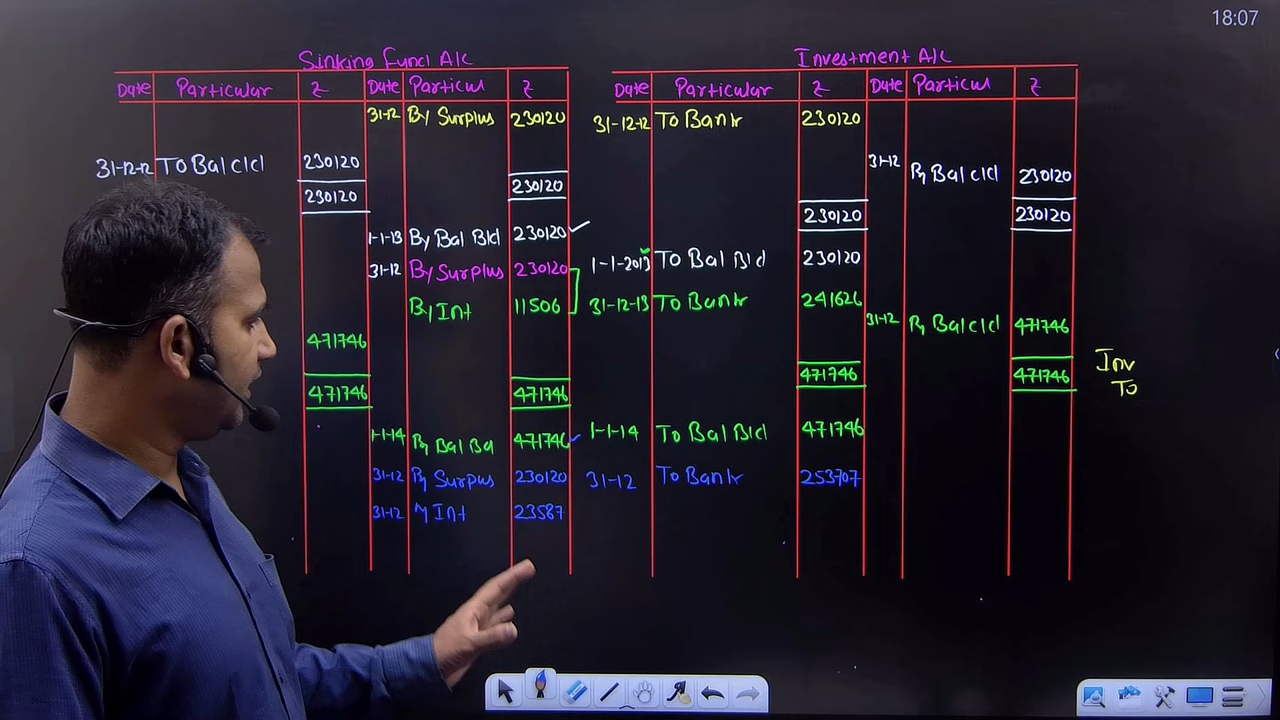 18:07
Sinking Fund A/c
Date Particular ₹ Date Particul ₹
31-12 By Surplus 230120
31-12-12 To Bal c/d 230120
230120 230120
1-1-13 By Bal B/d 230120
31-12 By Surplus 230120
By Int 11506
471746
471746 471746
1-1-14 By Bal Bd 471746
31-12 By Surplus 230120
31-12 By Int 23587
Investment A/c
Date Particular ₹ Date Particul ₹
31-12-12 To Bank 230120
31-12 By Bal c/d 230120
230120 230120
1-1-2013 To Bal B/d 230120
31-12-13 To Bank 241626
31-12 By Bal c/d 471746
471746 471746
1-1-14 To Bal B/d 471746
31-12 To Bank 253707
Inv
To